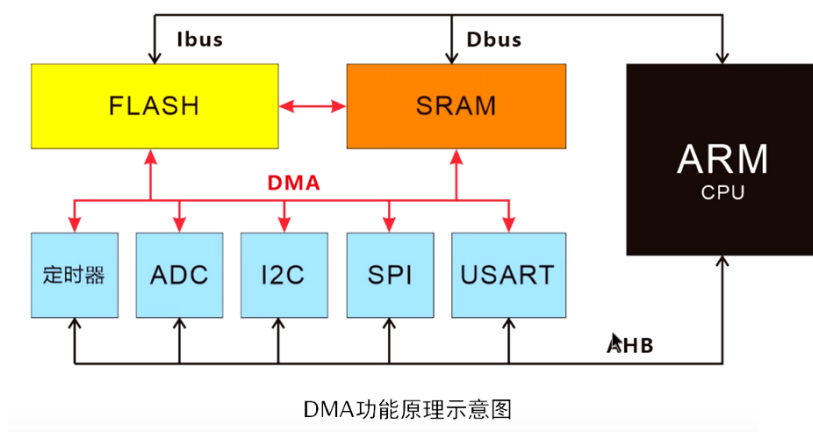 Ibus Dbus
FLASH SRAM
ARM
CPU
DMA
定时器 ADC I2C SPI USART
AHB
DMA功能原理示意图